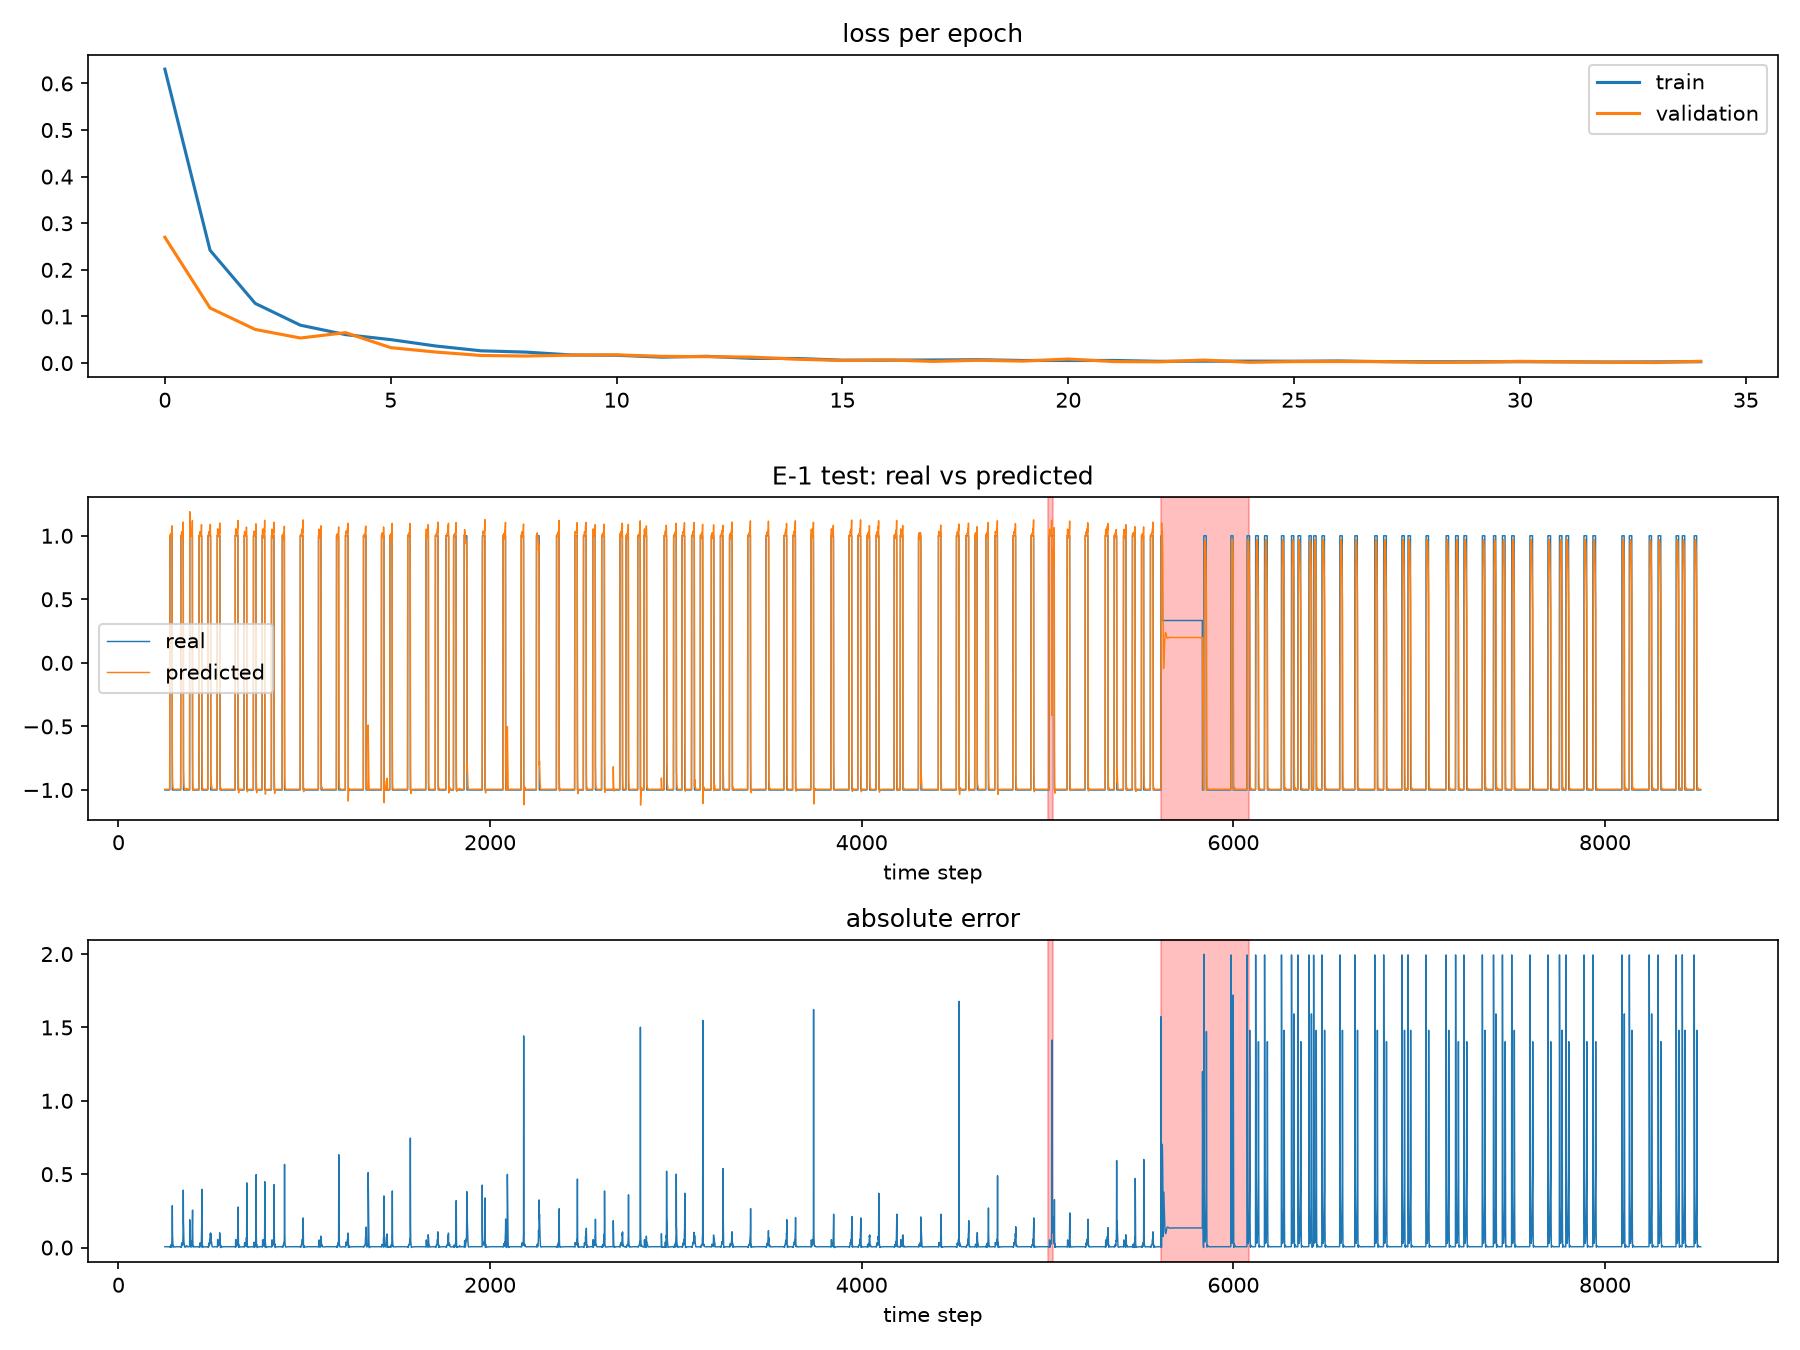 loss per epoch
0.6
0.5
0.4
0.3
0.2
0.1
0.0
train
validation
0 5 10 15 20 25 30 35
E-1 test: real vs predicted
1.0
0.5
0.0
−0.5
−1.0
real
predicted
0 2000 4000 6000 8000
time step
absolute error
2.0
1.5
1.0
0.5
0.0
0 2000 4000 6000 8000
time step